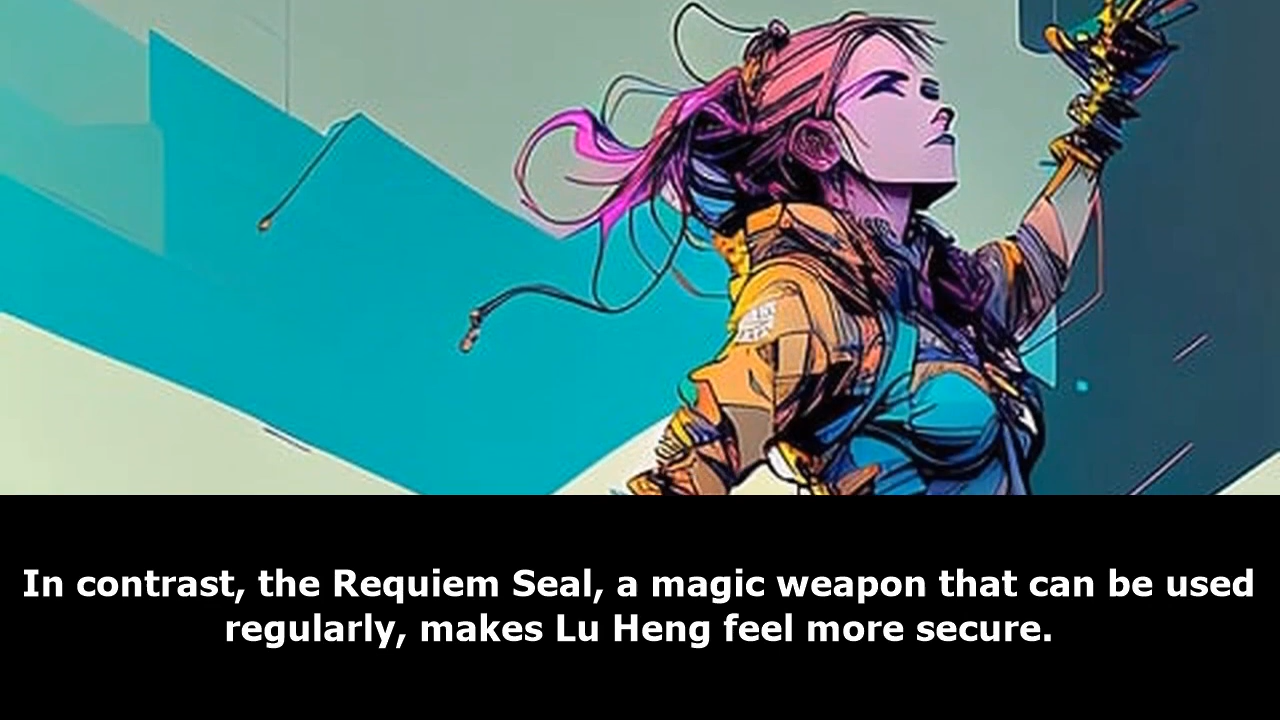 In contrast, the Requiem Seal, a magic weapon that can be used
regularly, makes Lu Heng feel more secure.